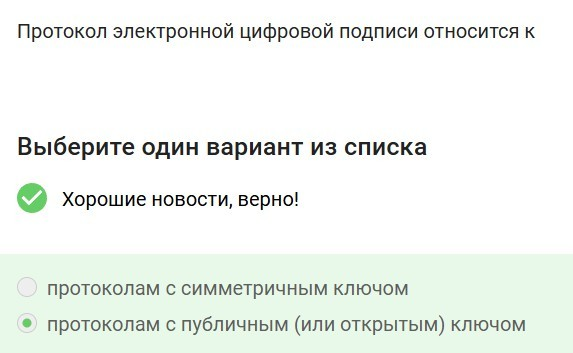 Протокол электронной цифровой подписи относится к
Выберите один вариант из списка
Хорошие новости, верно!
протоколам с симметричным ключом
протоколам с публичным (или открытым) ключом